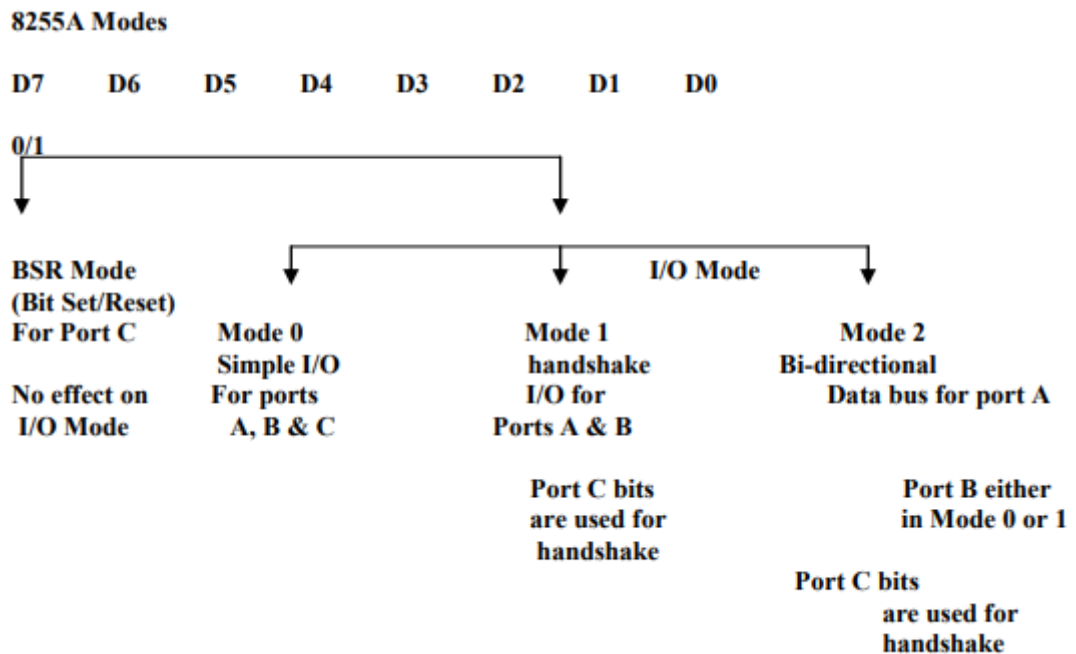 8255A Modes
D7 D6 D5 D4 D3 D2 D1 D0
0/1
BSR Mode
(Bit Set/Reset)
For Port C
No effect on
I/O Mode
I/O Mode
Mode 0
Simple I/O
For ports
A, B & C
Mode 1
handshake
I/O for
Ports A & B
Port C bits
are used for
handshake
Mode 2
Bi-directional
Data bus for port A
Port B either
in Mode 0 or 1
Port C bits
are used for
handshake